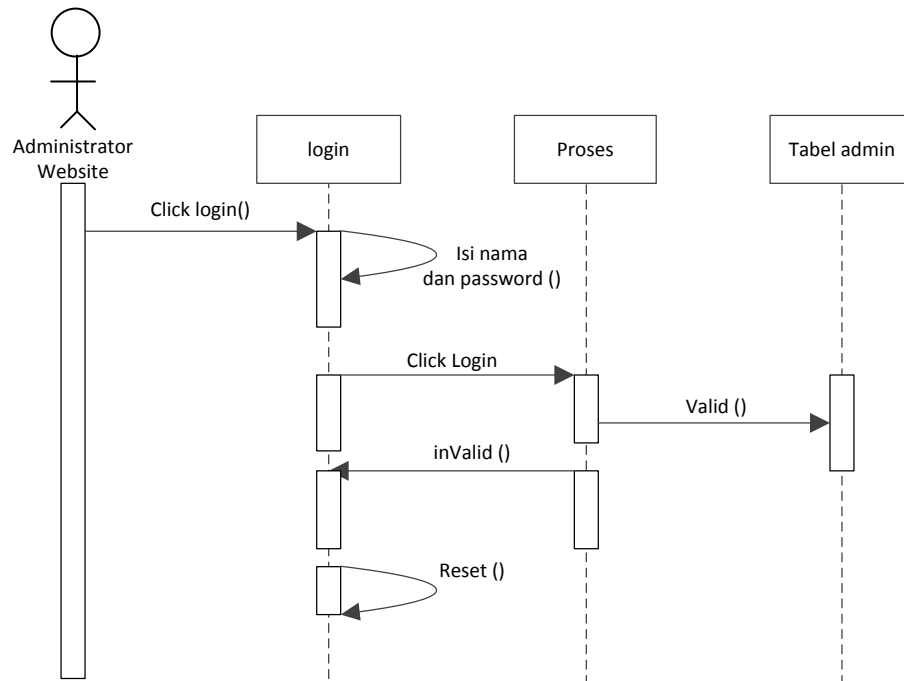 Administrator
Website
login
Proses
Tabel admin
Click login()
Isi nama
dan password ()
Click Login
Valid ()
inValid ()
Reset ()